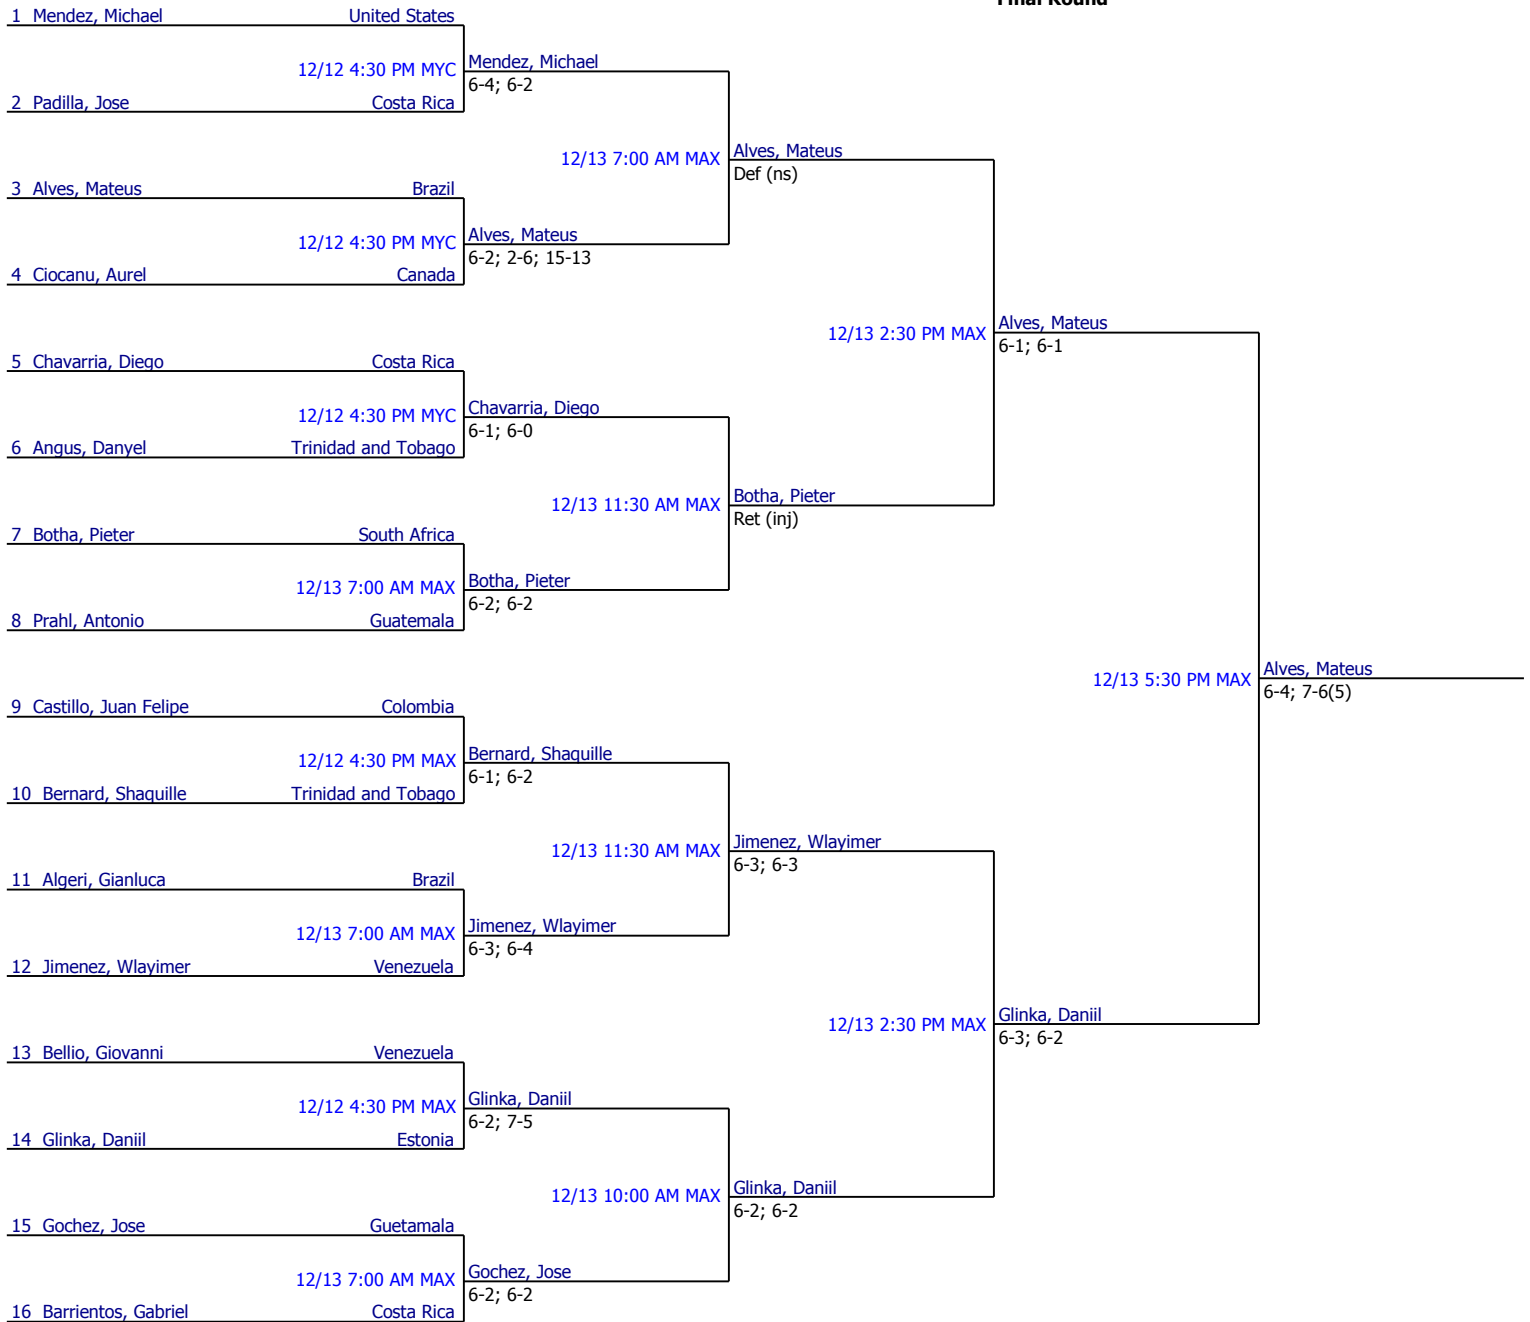 Final Round
1 Mendez, Michael United States
12/12 4:30 PM MYC Mendez, Michael
6-4; 6-2
2 Padilla, Jose Costa Rica
12/13 7:00 AM MAX Alves, Mateus
Def (ns)
3 Alves, Mateus Brazil
12/12 4:30 PM MYC Alves, Mateus
6-2; 2-6; 15-13
4 Ciocanu, Aurel Canada
12/13 2:30 PM MAX Alves, Mateus
6-1; 6-1
5 Chavarria, Diego Costa Rica
12/12 4:30 PM MYC Chavarria, Diego
6-1; 6-0
6 Angus, Danyel Trinidad and Tobago
12/13 11:30 AM MAX Botha, Pieter
Ret (inj)
7 Botha, Pieter South Africa
12/13 7:00 AM MAX Botha, Pieter
6-2; 6-2
8 Prahl, Antonio Guatemala
12/13 5:30 PM MAX Alves, Mateus
6-4; 7-6(5)
9 Castillo, Juan Felipe Colombia
12/12 4:30 PM MAX Bernard, Shaquille
6-1; 6-2
10 Bernard, Shaquille Trinidad and Tobago
12/13 11:30 AM MAX Jimenez, Wlayimer
6-3; 6-3
11 Algeri, Gianluca Brazil
12/13 7:00 AM MAX Jimenez, Wlayimer
6-3; 6-4
12 Jimenez, Wlayimer Venezuela
12/13 2:30 PM MAX Glinka, Daniil
6-3; 6-2
13 Bellio, Giovanni Venezuela
12/12 4:30 PM MAX Glinka, Daniil
6-2; 7-5
14 Glinka, Daniil Estonia
12/13 10:00 AM MAX Glinka, Daniil
6-2; 6-2
15 Gochez, Jose Guetamala
12/13 7:00 AM MAX Gochez, Jose
6-2; 6-2
16 Barrientos, Gabriel Costa Rica